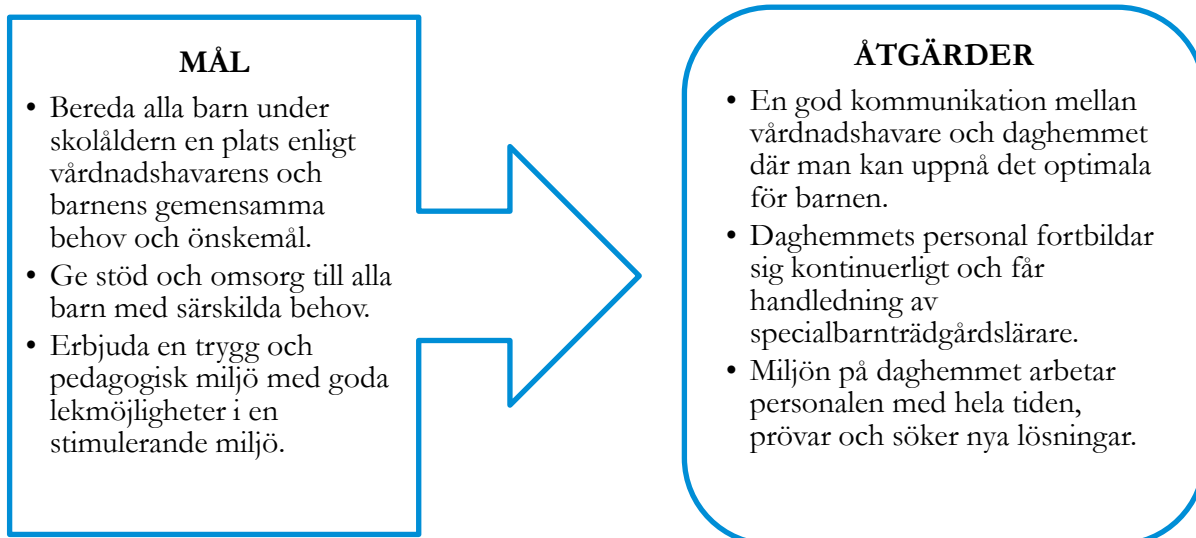 MÅL
• Bereda alla barn under
skolåldern en plats enligt
vårdnadshavarens och
barnens gemensamma
behov och önskemål.
• Ge stöd och omsorg till alla
barn med särskilda behov.
• Erbjuda en trygg och
pedagogisk miljö med goda
lekmöjligheter i en
stimulerande miljö.
ÅTGÄRDER
• En god kommunikation mellan
vårdnadshavare och daghemmet
där man kan uppnå det optimala
för barnen.
• Daghemmets personal fortbildar
sig kontinuerligt och får
handledning av
specialbarnträdgårdslärare.
• Miljön på daghemmet arbetar
personalen med hela tiden,
prövar och söker nya lösningar.